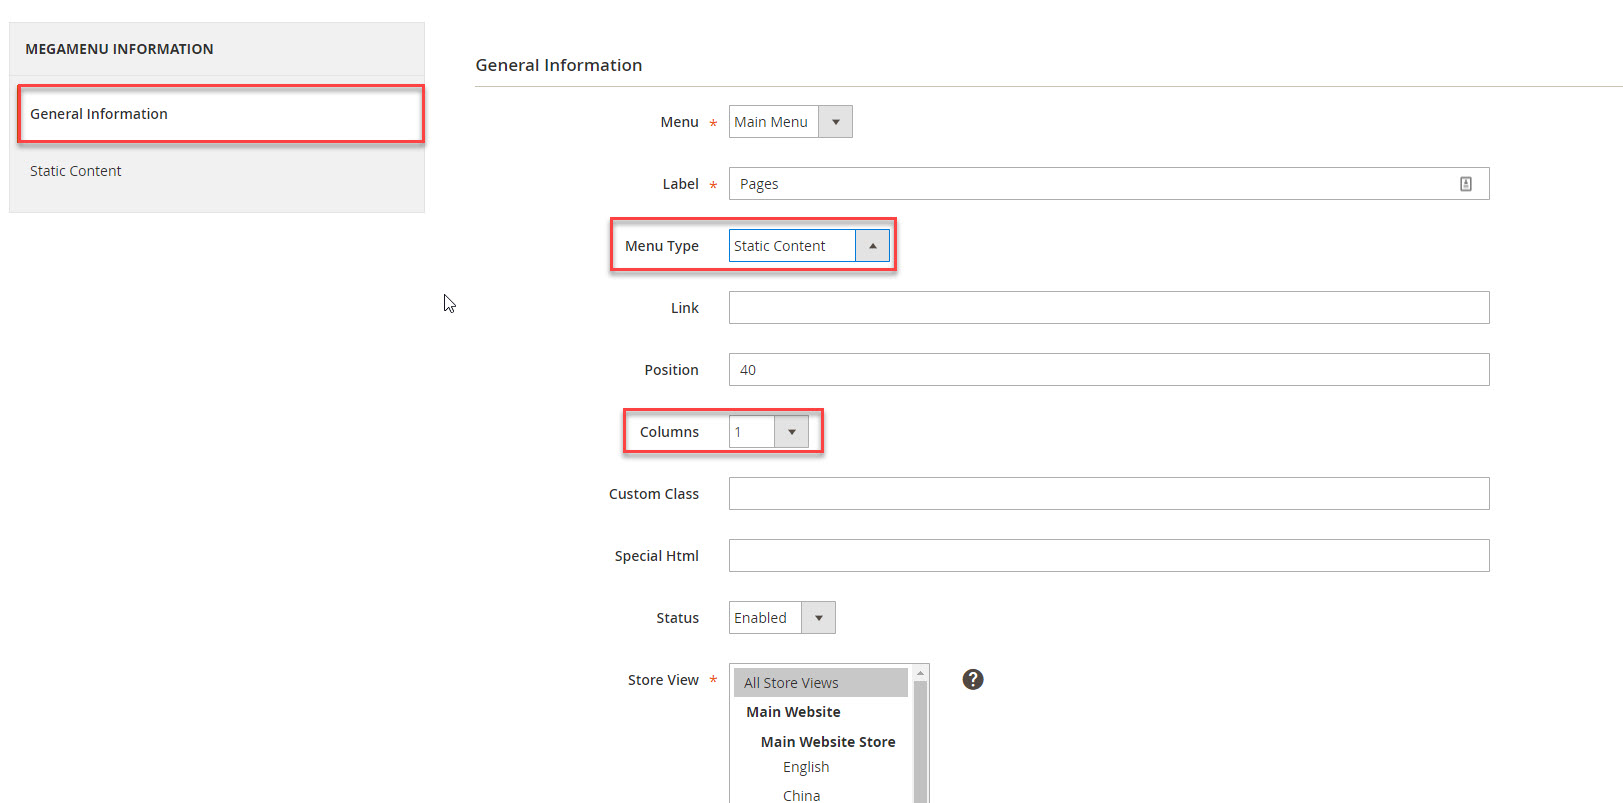 MEGAMENU INFORMATION
General Information
Static Content
General Information
Menu *
Main Menu
Label *
Pages
Menu Type
Static Content
Link
Position
40
Columns
1
Custom Class
Special Html
Status
Enabled
Store View *
All Store Views
?
Main Website
Main Website Store
English
China